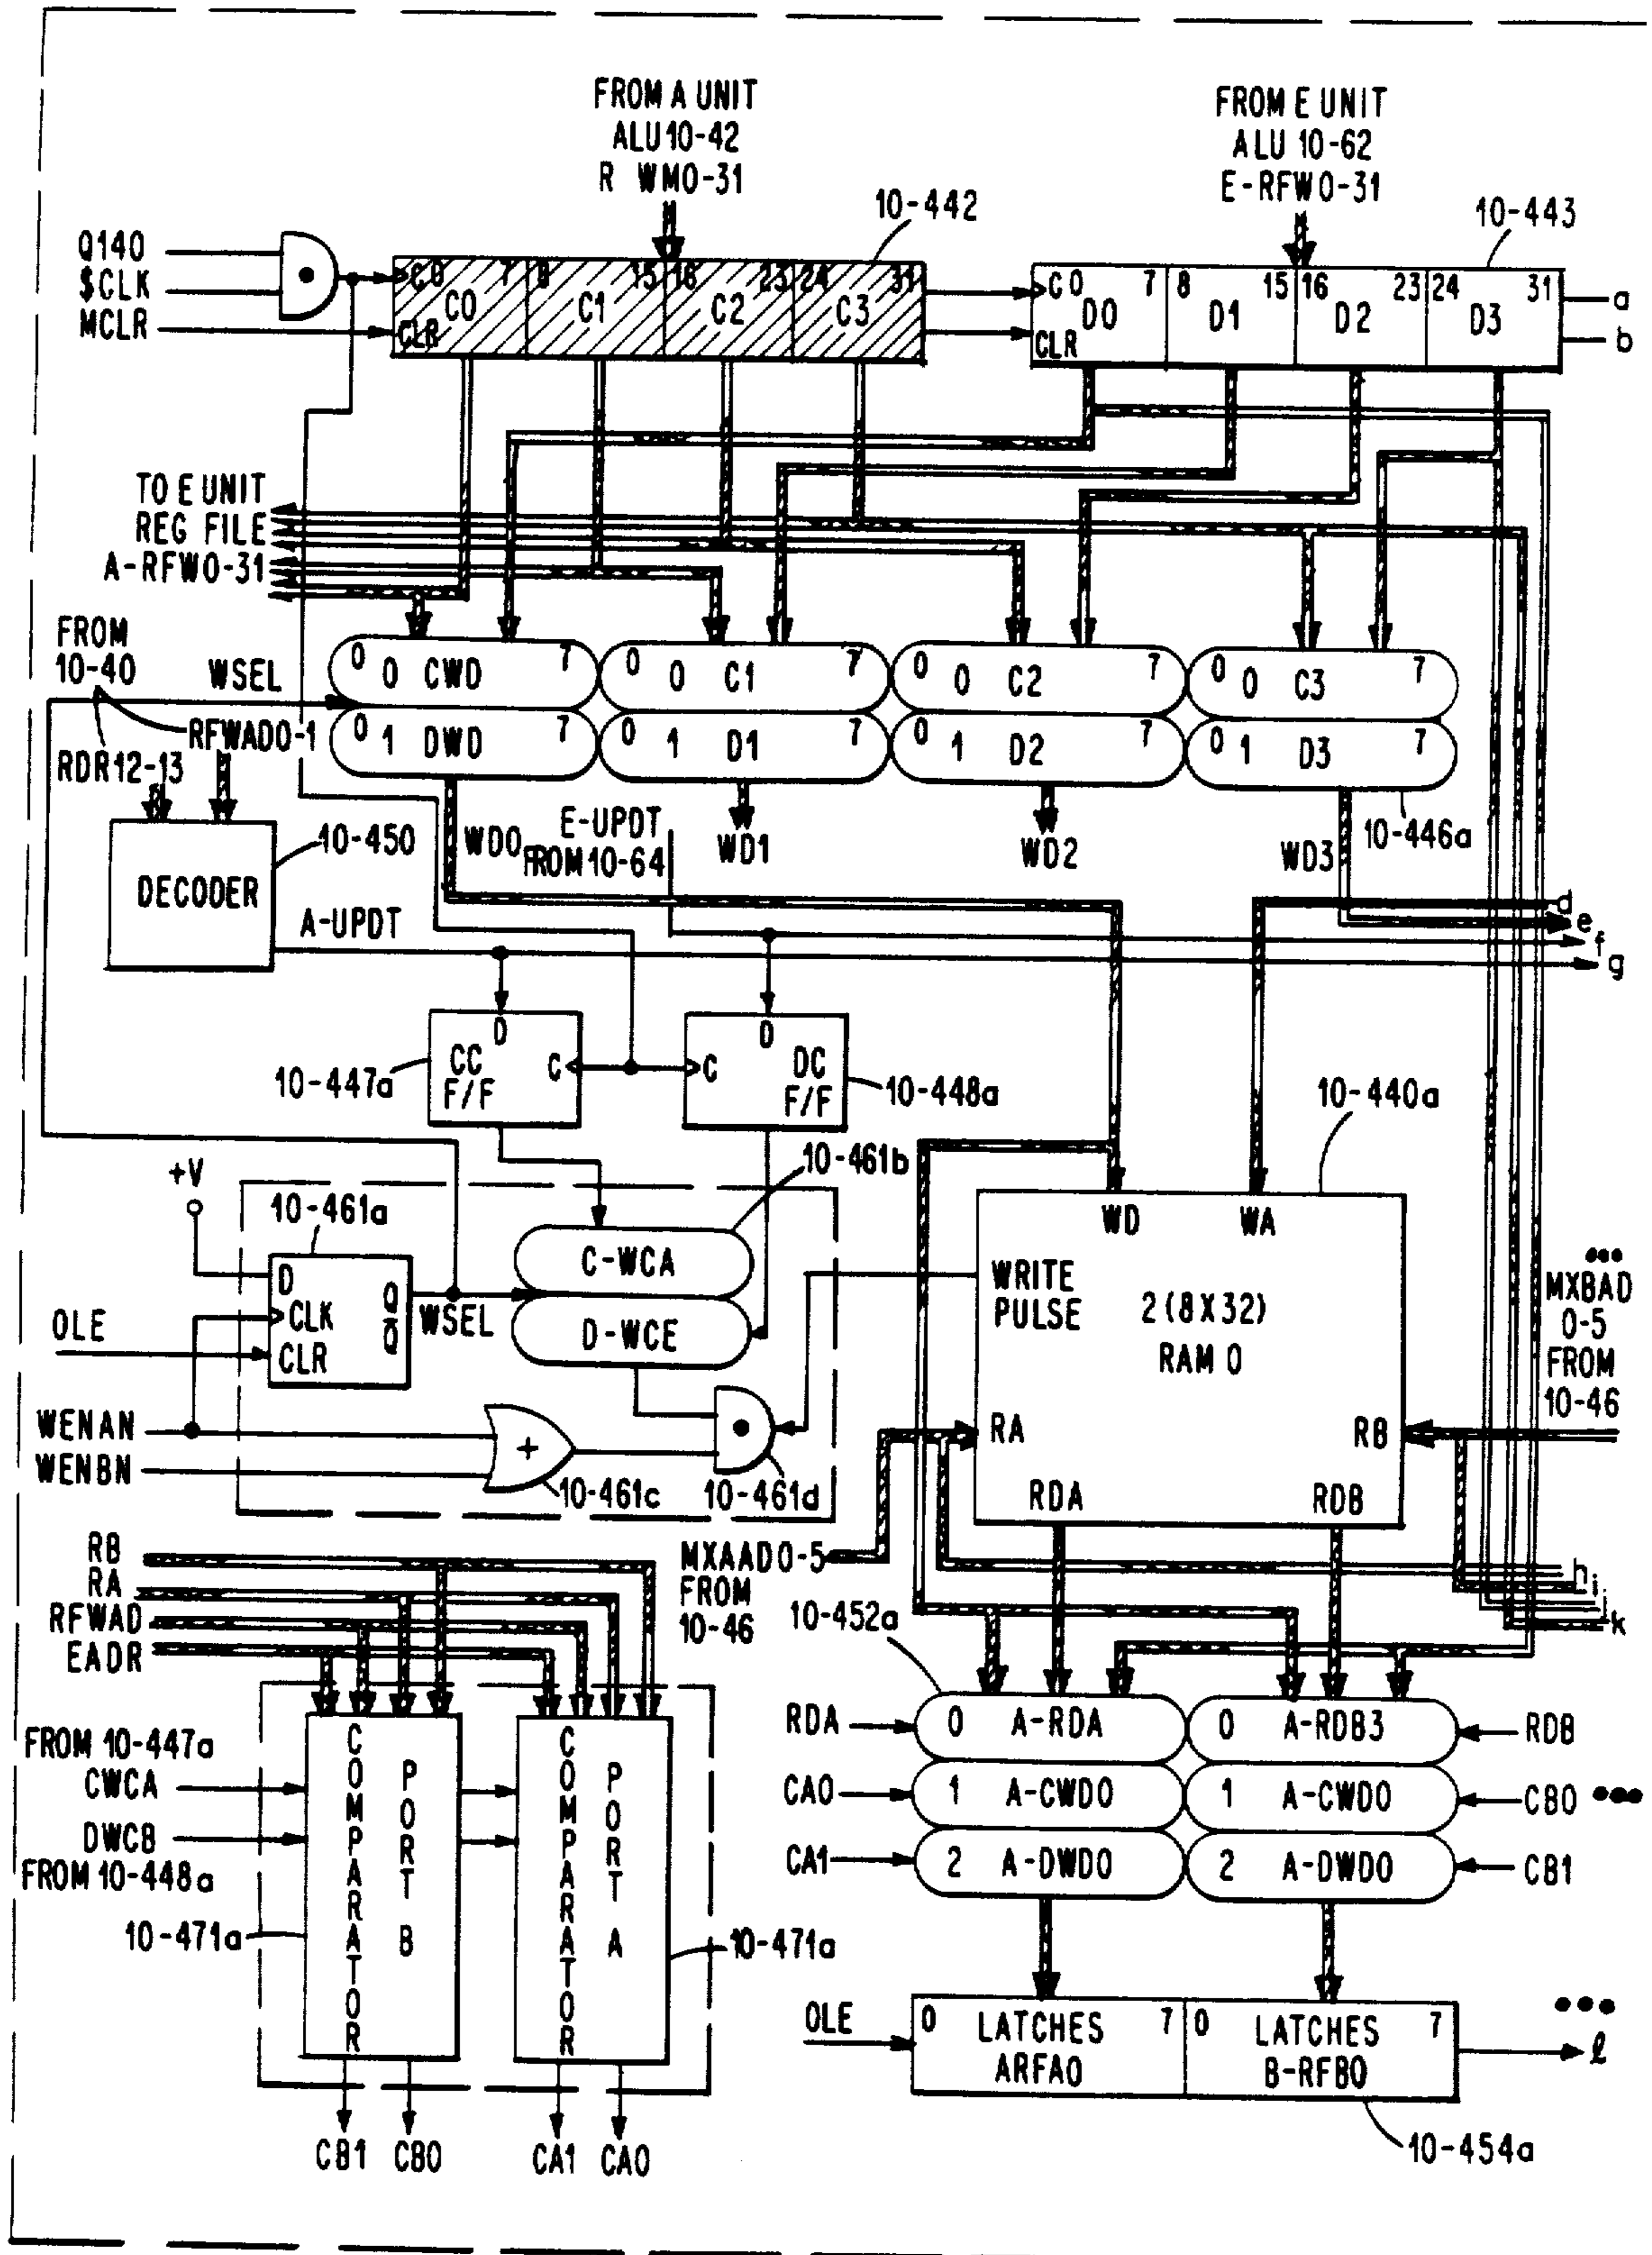 FROM A UNIT
ALU 10-42
R WM0-31
FROM E UNIT
ALU 10-62
E-RFW0-31
10-442
10-443
Q140
$CLK
MCLR
C 0 7 8 15 16 23 24 31
C0 C1 C2 C3
CLR
C 0 7 8 15 16 23 24 31
D0 D1 D2 D3
CLR
a
b
TO E UNIT
REG FILE
A-RFW0-31
FROM
10-40
WSEL
RFWAD0-1
RDR12-13
0 0 CWD 7
0 0 C1 7
0 0 C2 7
0 0 C3 7
0 1 DWD 7
0 1 D1 7
0 1 D2 7
0 1 D3 7
10-446a
10-450
DECODER
WD0
E-UPDT
FROM 10-64
WD1
WD2
WD3
A-UPDT
d
e
f
g
D
CC
F/F
C
10-447a
D
C
DC
F/F
10-448a
10-440a
+V
10-461a
10-461b
D
CLK
CLR
Q
Q̅
OLE
WSEL
C-WCA
D-WCE
WD WA
WRITE
PULSE
2(8X32)
RAM 0
RA
RB
RDA
RDB
•••
MXBAD
0-5
FROM
10-46
WENAN
WENBN
+
10-461c
10-461d
MXAAD0-5
FROM
10-46
h
i
j
k
RB
RA
RFWAD
EADR
10-452a
FROM 10-447a
CWCA
DWCB
FROM 10-448a
10-471a
COMPARATOR
PORT B
COMPARATOR
PORT A
10-471a
CB1 CB0
CA1 CA0
RDA
0 A-RDA
0 A-RDB3
RDB
CA0
1 A-CWD0
1 A-CWD0
CB0 •••
CA1
2 A-DWD0
2 A-DWD0
CB1
OLE
0 LATCHES 7
ARFA0
0 LATCHES 7
B-RFB0
•••
l
10-454a